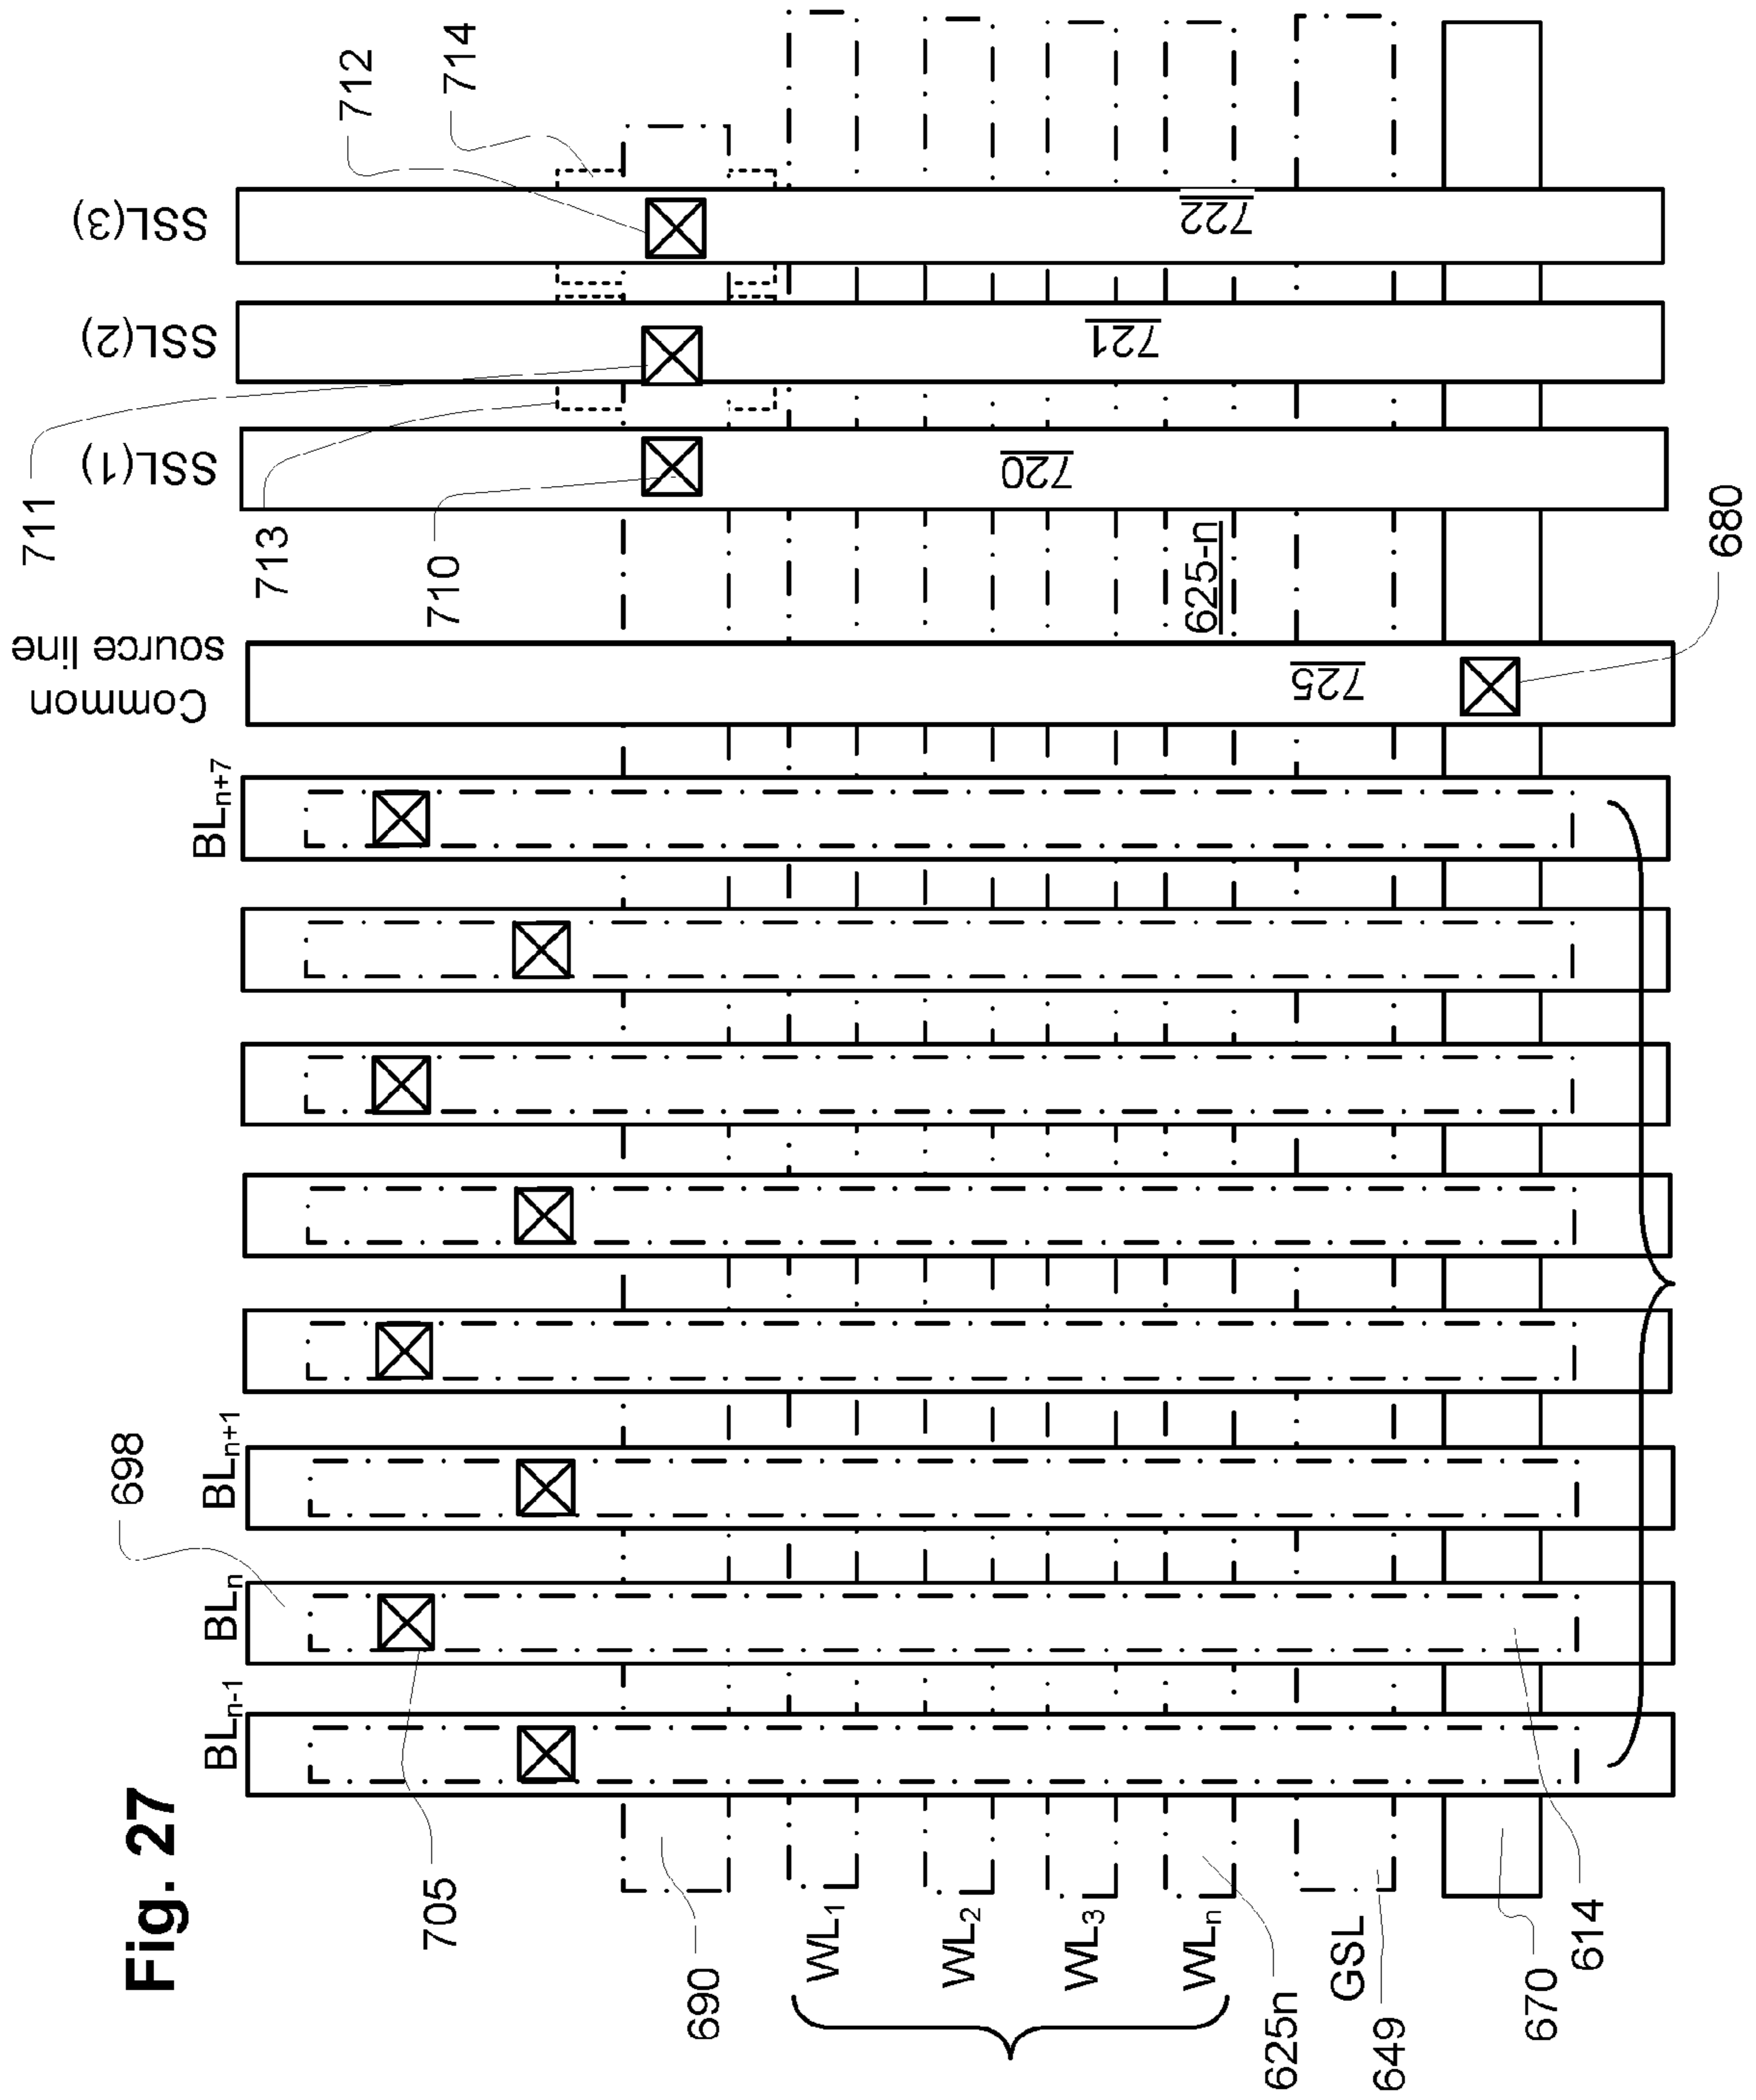 Fig. 27
SSL(3)
SSL(2)
SSL(1)
Common
source line
BLn+7
BLn+1
BLn
BLn-1
712
714
711
713
710
722
721
720
625-n
725
680
698
705
690
WL1
WL2
WL3
WLn
625n
GSL
649
670
614